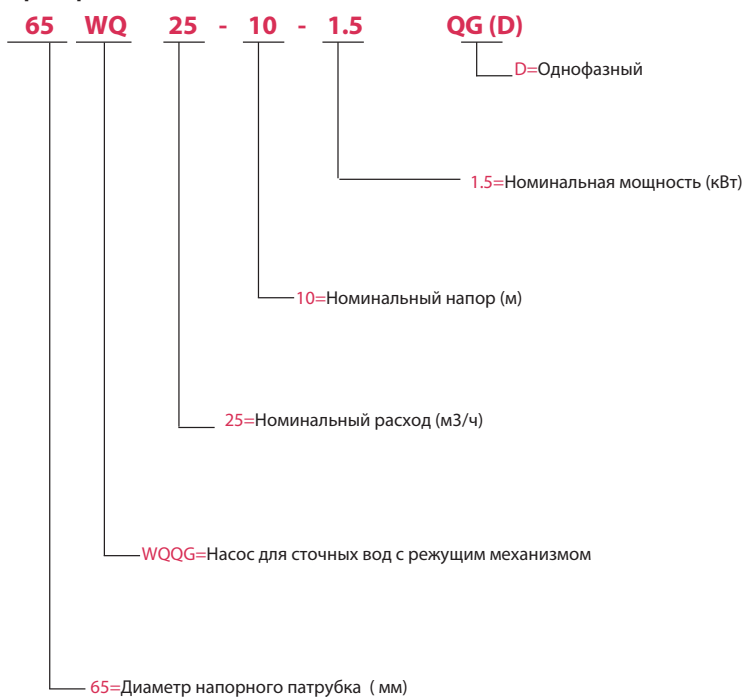 65 WQ 25 - 10 - 1.5 QG (D)
D=Однофазный
1.5=Номинальная мощность (кВт)
10=Номинальный напор (м)
25=Номинальный расход (м3/ч)
WQQG=Насос для сточных вод с режущим механизмом
65=Диаметр напорного патрубка ( мм)